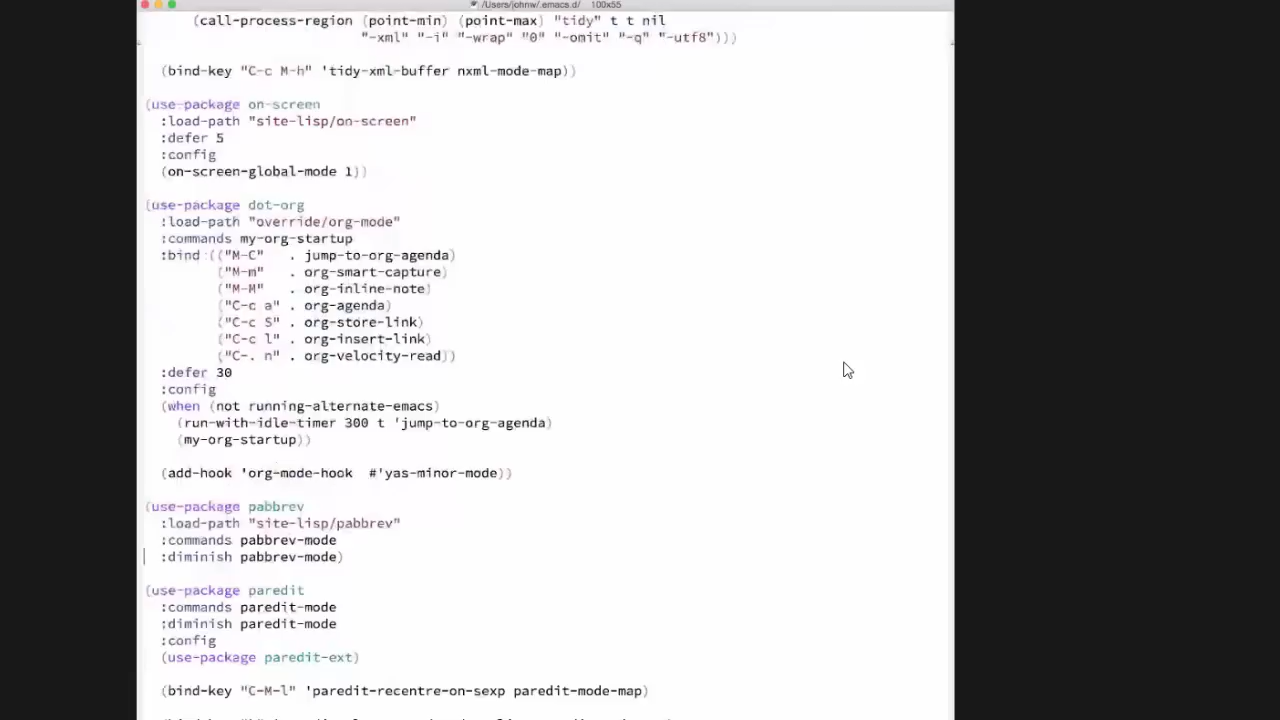 /Users/johnw/.emacs.d/ 100x55
(call-process-region (point-min) (point-max) "tidy" t t nil
"-xml" "-i" "-wrap" "0" "-omit" "-q" "-utf8")))
(bind-key "C-c M-h" 'tidy-xml-buffer nxml-mode-map))
(use-package on-screen
:load-path "site-lisp/on-screen"
:defer 5
:config
(on-screen-global-mode 1))
(use-package dot-org
:load-path "override/org-mode"
:commands my-org-startup
:bind (("M-C" . jump-to-org-agenda)
("M-m" . org-smart-capture)
("M-M" . org-inline-note)
("C-c a" . org-agenda)
("C-c S" . org-store-link)
("C-c l" . org-insert-link)
("C-. n" . org-velocity-read))
:defer 30
:config
(when (not running-alternate-emacs)
(run-with-idle-timer 300 t 'jump-to-org-agenda)
(my-org-startup))
(add-hook 'org-mode-hook #'yas-minor-mode))
(use-package pabbrev
:load-path "site-lisp/pabbrev"
:commands pabbrev-mode
:diminish pabbrev-mode)
(use-package paredit
:commands paredit-mode
:diminish paredit-mode
:config
(use-package paredit-ext)
(bind-key "C-M-l" 'paredit-recentre-on-sexp paredit-mode-map)